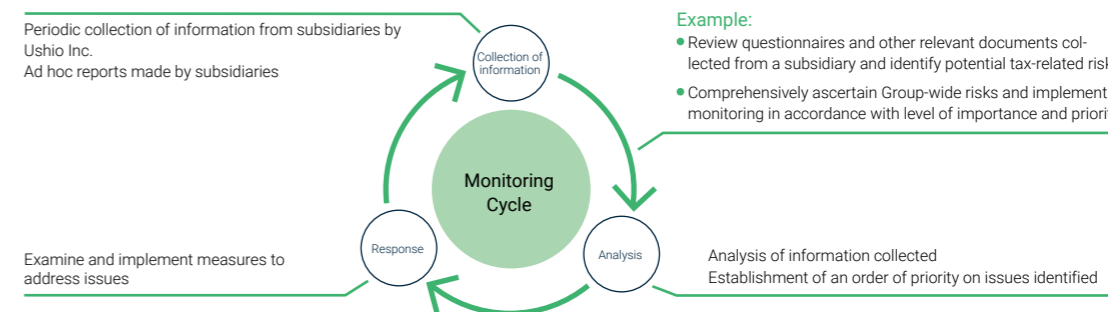 Periodic collection of information from subsidiaries by
Ushio Inc.
Ad hoc reports made by subsidiaries
Collection of
information
Example:
• Review questionnaires and other relevant documents col-
lected from a subsidiary and identify potential tax-related
• Comprehensively ascertain Group-wide risks and implement
monitoring in accordance with level of importance and
Monitoring
Cycle
Response
Analysis
Examine and implement measures to
address issues
Analysis of information collected
Establishment of an order of priority on issues identified